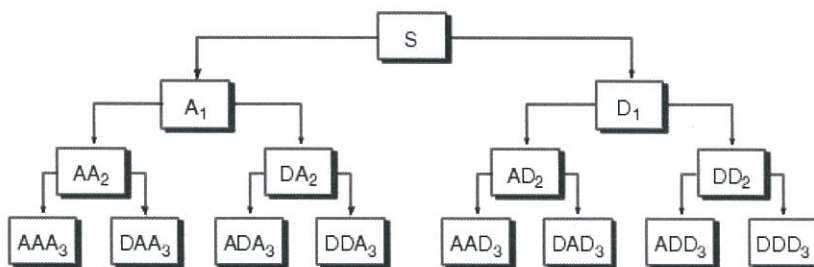 S
A₁ D₁
AA₂ DA₂ AD₂ DD₂
AAA₃ DAA₃ ADA₃ DDA₃ AAD₃ DAD₃ ADD₃ DDD₃